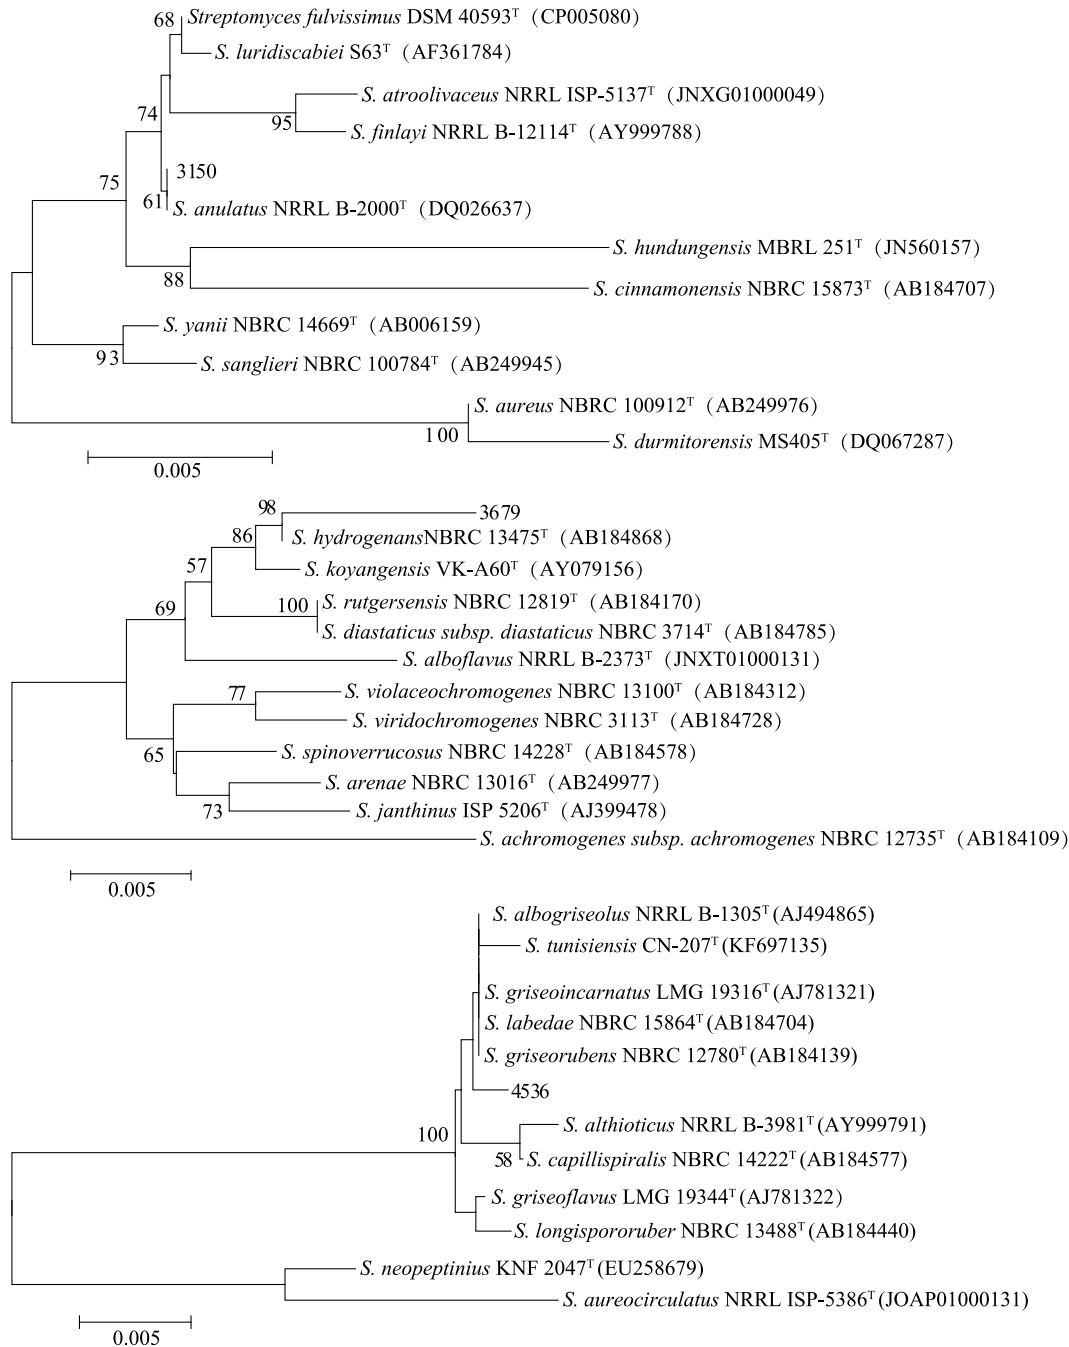 68 Streptomyces fulvissimus DSM 40593ᵀ (CP005080)
S. luridiscabiei S63ᵀ (AF361784)
S. atroolivaceus NRRL ISP-5137ᵀ (JNXG01000049)
74
95 S. finlayi NRRL B-12114ᵀ (AY999788)
3150
75
61 S. anulatus NRRL B-2000ᵀ (DQ026637)
S. hundungensis MBRL 251ᵀ (JN560157)
88
S. cinnamonensis NBRC 15873ᵀ (AB184707)
S. yanii NBRC 14669ᵀ (AB006159)
93 S. sanglieri NBRC 100784ᵀ (AB249945)
S. aureus NBRC 100912ᵀ (AB249976)
100 S. durmitorensis MS405ᵀ (DQ067287)
0.005
98 3679
86 S. hydrogenansNBRC 13475ᵀ (AB184868)
57 S. koyangensis VK-A60ᵀ (AY079156)
69 100 S. rutgersensis NBRC 12819ᵀ (AB184170)
S. diastaticus subsp. diastaticus NBRC 3714ᵀ (AB184785)
S. alboflavus NRRL B-2373ᵀ (JNXT01000131)
77 S. violaceochromogenes NBRC 13100ᵀ (AB184312)
S. viridochromogenes NBRC 3113ᵀ (AB184728)
65 S. spinoverrucosus NBRC 14228ᵀ (AB184578)
S. arenae NBRC 13016ᵀ (AB249977)
73 S. janthinus ISP 5206ᵀ (AJ399478)
S. achromogenes subsp. achromogenes NBRC 12735ᵀ (AB184109)
0.005
S. albogriseolus NRRL B-1305ᵀ (AJ494865)
S. tunisiensis CN-207ᵀ (KF697135)
S. griseoincarnatus LMG 19316ᵀ (AJ781321)
S. labedae NBRC 15864ᵀ (AB184704)
S. griseorubens NBRC 12780ᵀ (AB184139)
4536
100 S. althioticus NRRL B-3981ᵀ (AY999791)
58 S. capillispiralis NBRC 14222ᵀ (AB184577)
S. griseoflavus LMG 19344ᵀ (AJ781322)
S. longispororuber NBRC 13488ᵀ (AB184440)
S. neopeptinius KNF 2047ᵀ (EU258679)
S. aureocirculatus NRRL ISP-5386ᵀ (JOAP01000131)
0.005